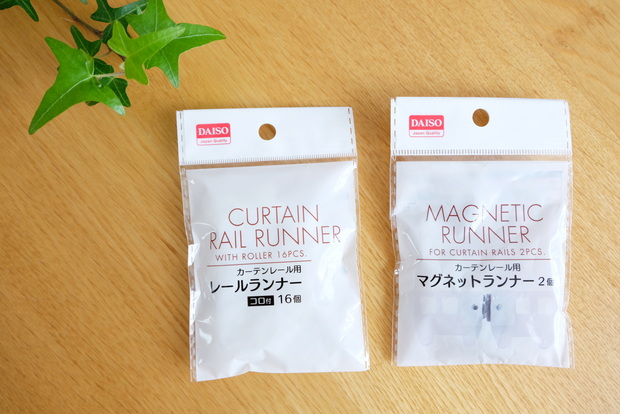 DAISO
Japan Quality
CURTAIN
RAIL RUNNER
WITH ROLLER 16PCS.
カーテンレール用
レールランナー
コロ付 16個
DAISO
Japan Quality
MAGNETIC
RUNNER
FOR CURTAIN RAILS 2PCS.
カーテンレール用
マグネットランナー 2個